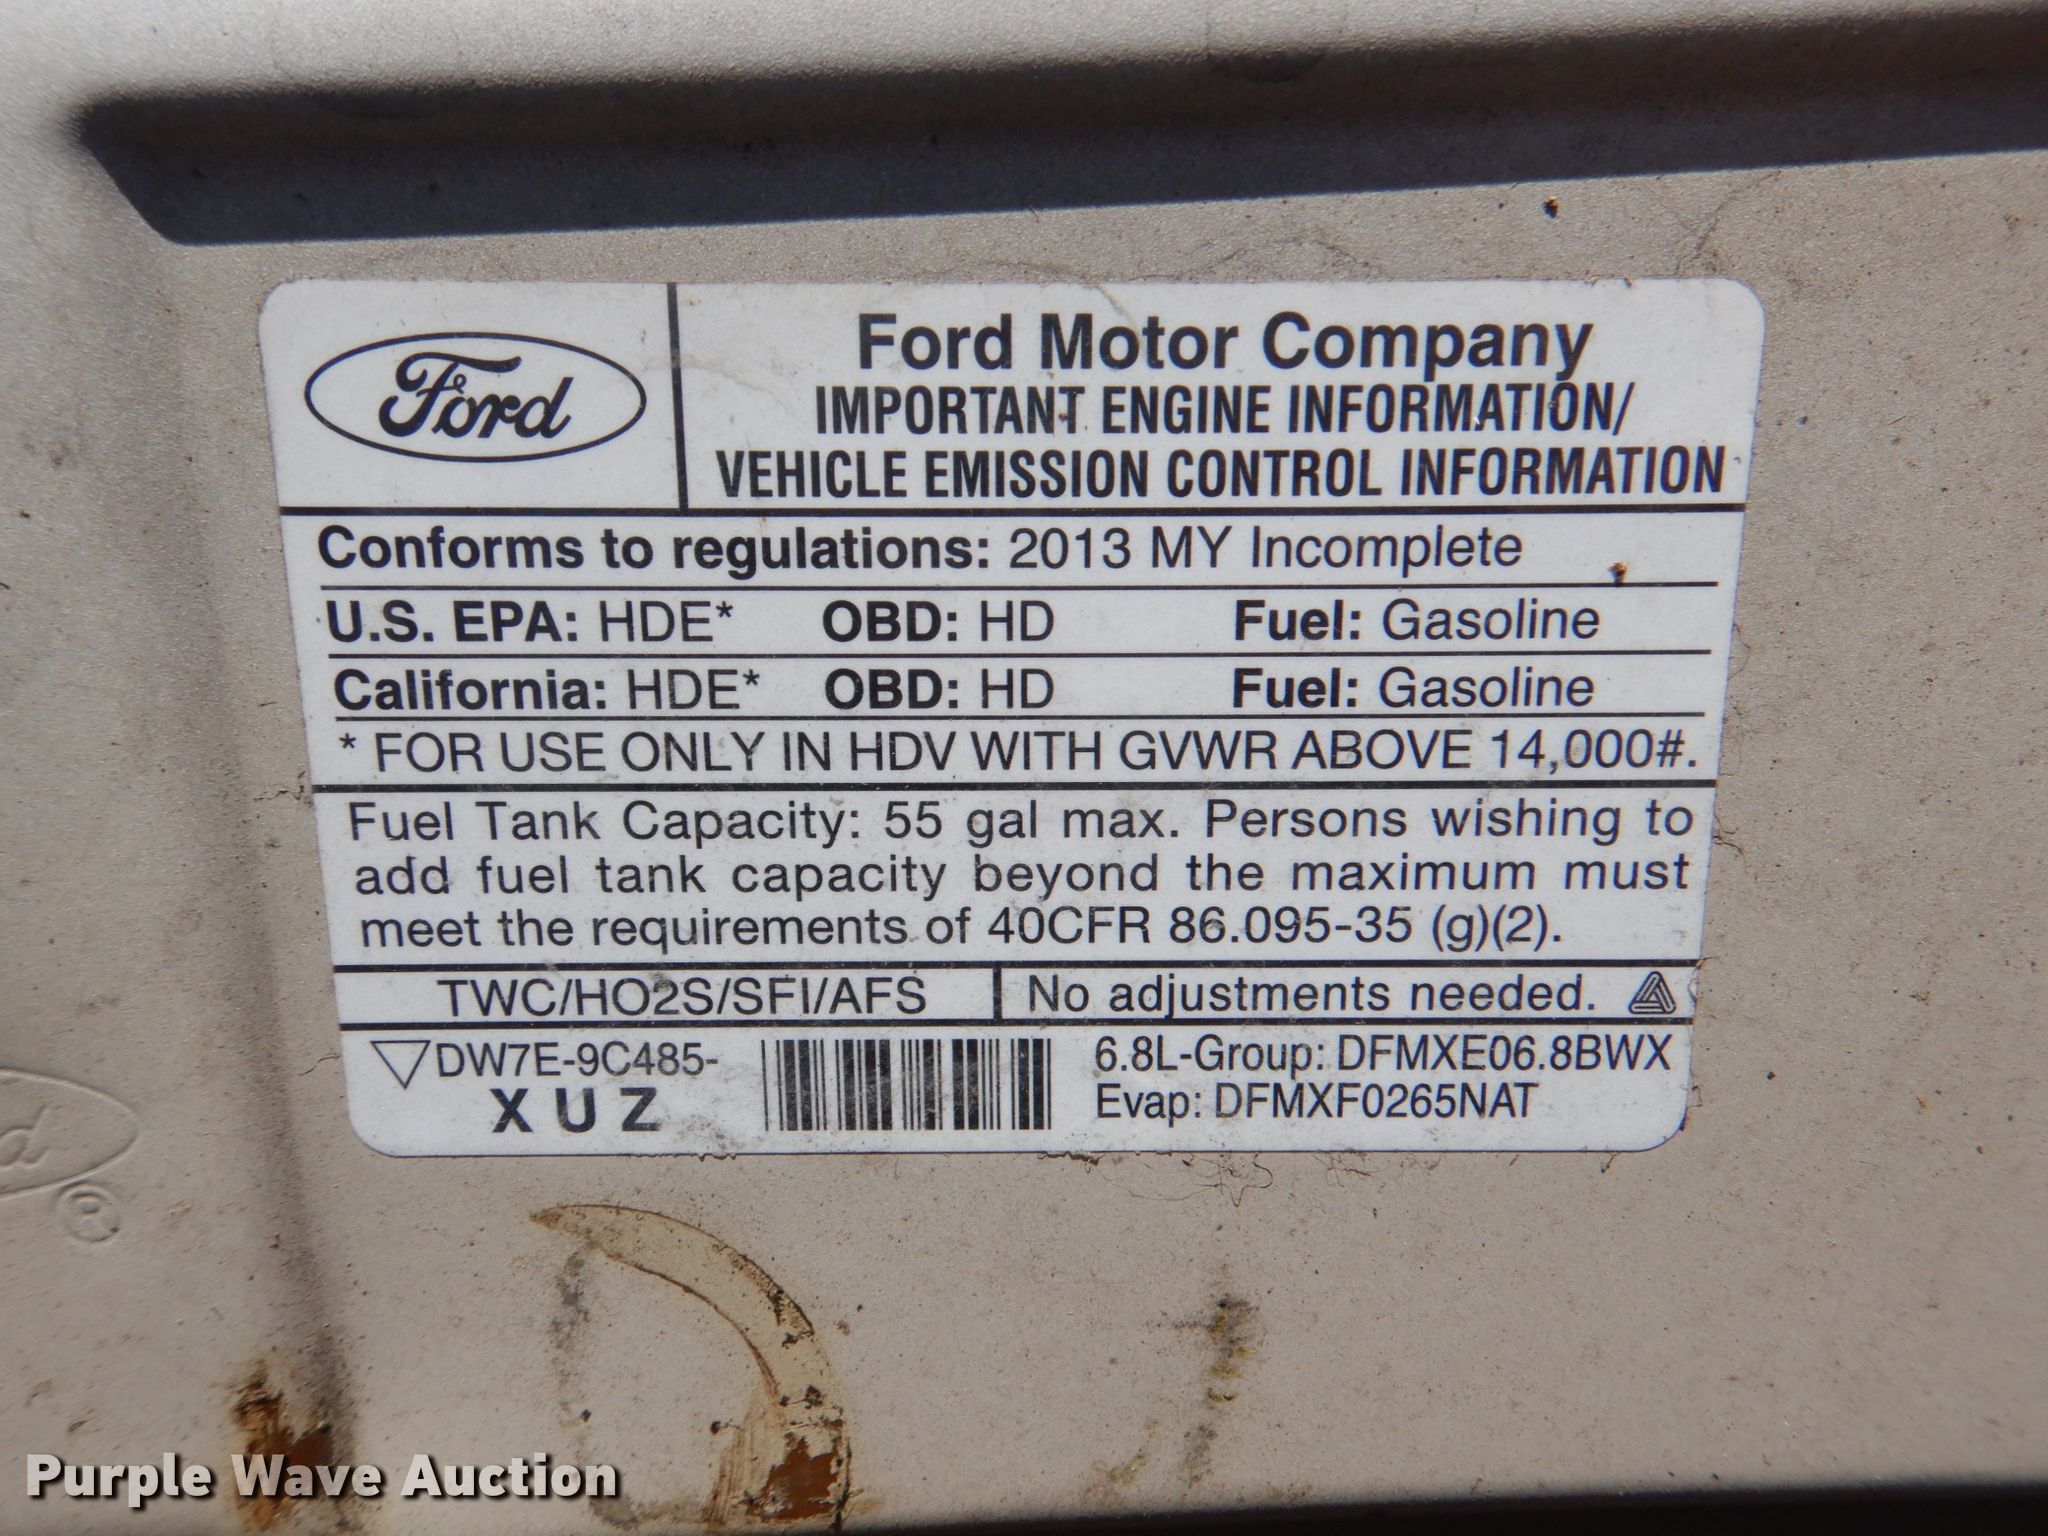 Ford
Ford Motor Company
IMPORTANT ENGINE INFORMATION/
VEHICLE EMISSION CONTROL INFORMATION
Conforms to regulations: 2013 MY Incomplete
U.S. EPA: HDE* OBD: HD Fuel: Gasoline
California: HDE* OBD: HD Fuel: Gasoline
* FOR USE ONLY IN HDV WITH GVWR ABOVE 14,000#.
Fuel Tank Capacity: 55 gal max. Persons wishing to
add fuel tank capacity beyond the maximum must
meet the requirements of 40CFR 86.095-35 (g)(2).
TWC/HO2S/SFI/AFS No adjustments needed.
DW7E-9C485-
X U Z
6.8L-Group: DFMXE06.8BWX
Evap: DFMXF0265NAT
d
®
Purple Wave Auction